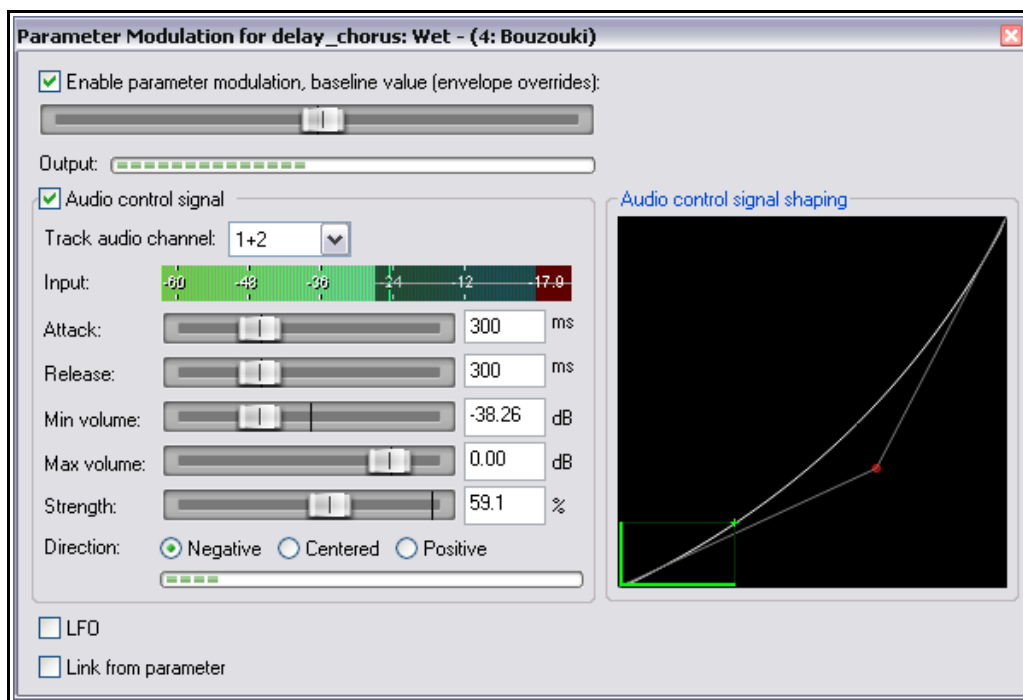 Parameter Modulation for delay_chorus: Wet - (4: Bouzouki)
Enable parameter modulation, baseline value (envelope overrides):
Output:
Audio control signal
Audio control signal shaping
Track audio channel: 1+2
Input: -60 -48 -36 -24 -12 -17.9
Attack: 300 ms
Release: 300 ms
Min volume: -38.26 dB
Max volume: 0.00 dB
Strength: 59.1 %
Direction: Negative Centered Positive
LFO
Link from parameter